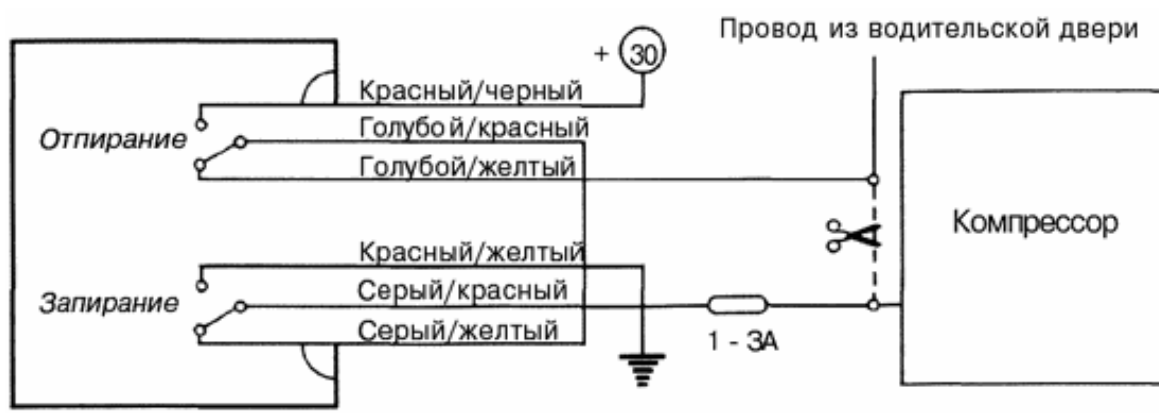 Провод из водительской двери
+ 30
Красный/черный
Отпирание
Голубой/красный
Голубой/желтый
Компрессор
Красный/желтый
Запирание
Серый/красный
Серый/желтый
1 - 3А